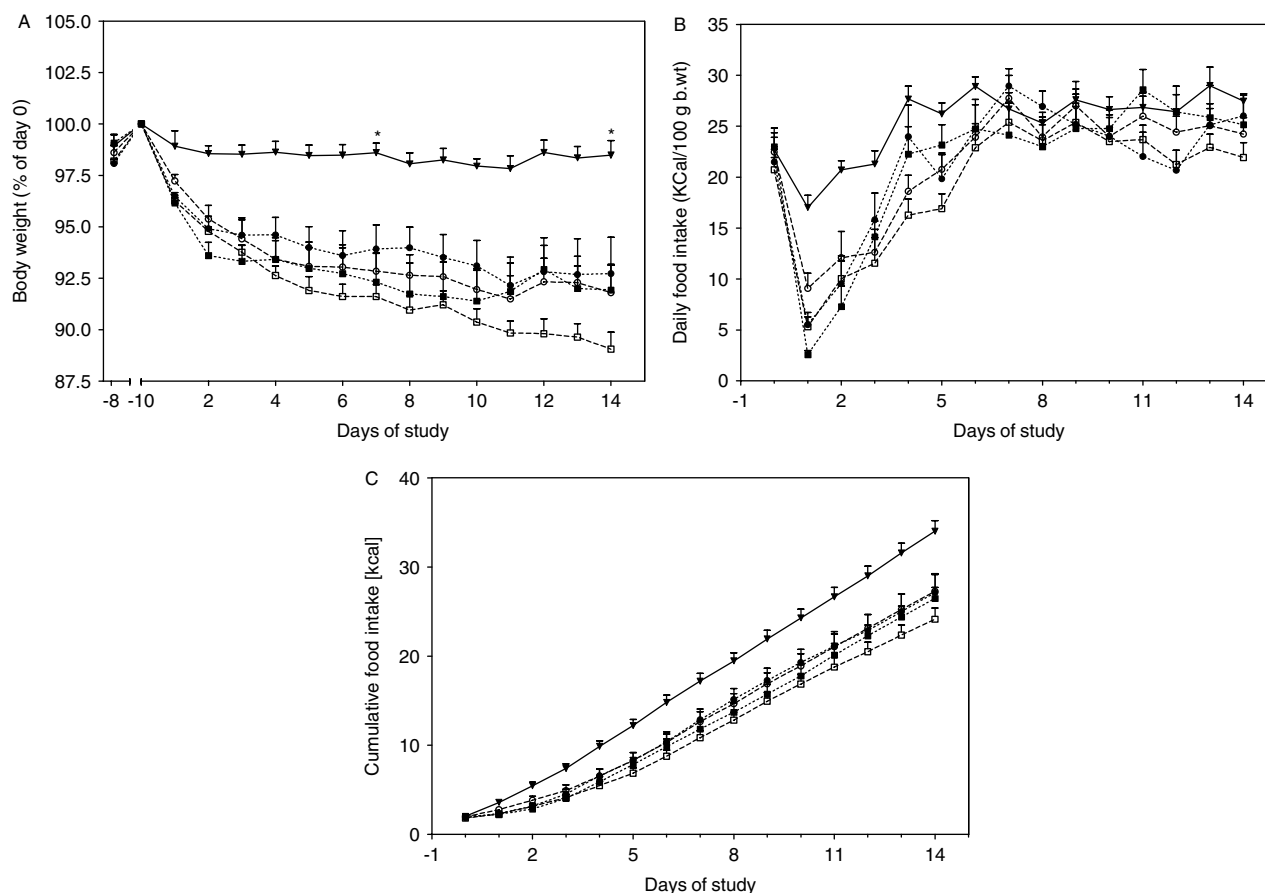 A
Body weight (% of day 0)
105.0
102.5
100.0
97.5
95.0
92.5
90.0
87.5
*
*
-8 -10 2 4 6 8 10 12 14
Days of study
B
Daily food intake (KCal/100 g b.wt)
35
30
25
20
15
10
5
0
-1 2 5 8 11 14
Days of study
C
Cumulative food intake [kcal]
40
30
20
10
0
-1 2 5 8 11 14
Days of study